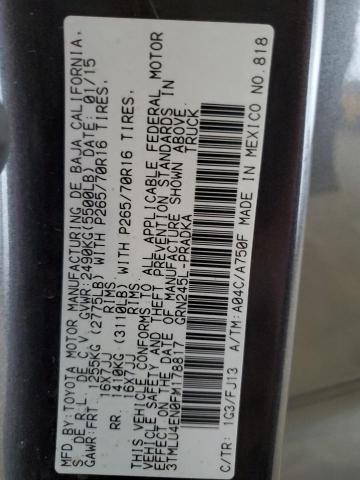 MFD BY:TOYOTA MOTOR MANUFACTURING DE BAJA CALIFORNIA,
S. DE R.L. DE C.V. GVWR:2490KG(5500LB) DATE: 01/15
GAWR:FRT. 1255KG (2775LB) WITH P265/70R16 TIRES,
16X7JJ RIMS.
RR. 1410KG (3110LB) WITH P265/70R16 TIRES,
16X7JJ RIMS.
THIS VEHICLE CONFORMS TO ALL APPLICABLE FEDERAL MOTOR
VEHICLE SAFETY AND THEFT PREVENTION STANDARDS IN
EFFECT ON THE DATE OF MANUFACTURE SHOWN ABOVE.
3TMLU4EN0FM178817 TRUCK
GRN245L-PRADKA
C/TR: 1G3/FJ13 A/TM:A04C/A750F MADE IN MEXICO NO.818